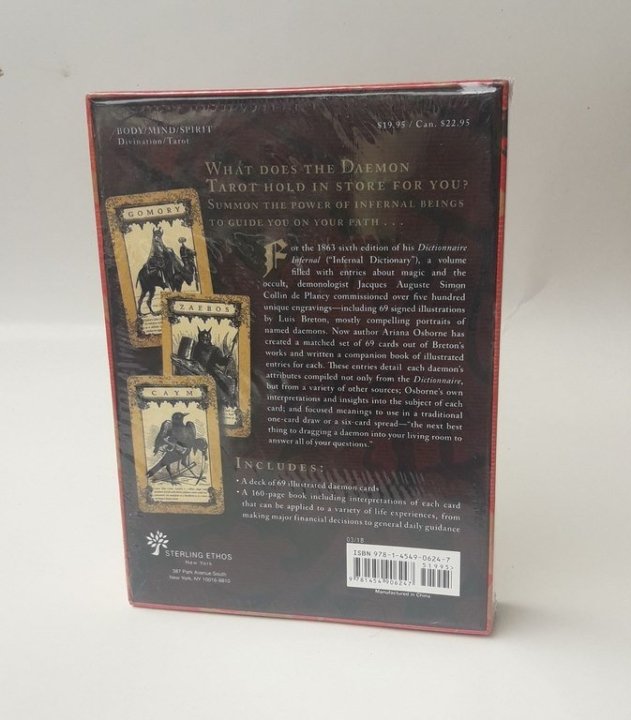 BODY/MIND/SPIRIT
Divination/Tarot
$19.95 / Can. $22.95
What does the Daemon
Tarot hold in store for you?
Summon the power of infernal beings
to guide you on your path . . .
GOMORY
ZAEBOS
CAYM
For the 1863 sixth edition of his Dictionnaire
Infernal (“Infernal Dictionary”), a volume
filled with entries about magic and the
occult, demonologist Jacques Auguste Simon
Collin de Plancy commissioned over five hundred
unique engravings—including 69 signed illustrations
by Luis Breton, mostly compelling portraits of
named daemons. Now author Ariana Osborne has
created a matched set of 69 cards out of Breton's
works and written a companion book of illustrated
entries for each. These entries detail each daemon's
attributes compiled not only from the Dictionnaire,
but from a variety of other sources; Osborne's own
interpretations and insights into the subject of each
card; and focused meanings to use in a traditional
one-card draw or a six-card spread—“the next best
thing to dragging a daemon into your living room to
answer all of your questions.”
Includes:
• A deck of 69 illustrated daemon cards
• A 160-page book including interpretations of each card
that can be applied to a variety of life experiences, from
making major financial decisions to general daily guidance
STERLING ETHOS
New York
387 Park Avenue South
New York, NY 10016-8810
03/18
ISBN 978-1-4549-0624-7
51995
9 781454 906247
Manufactured in China